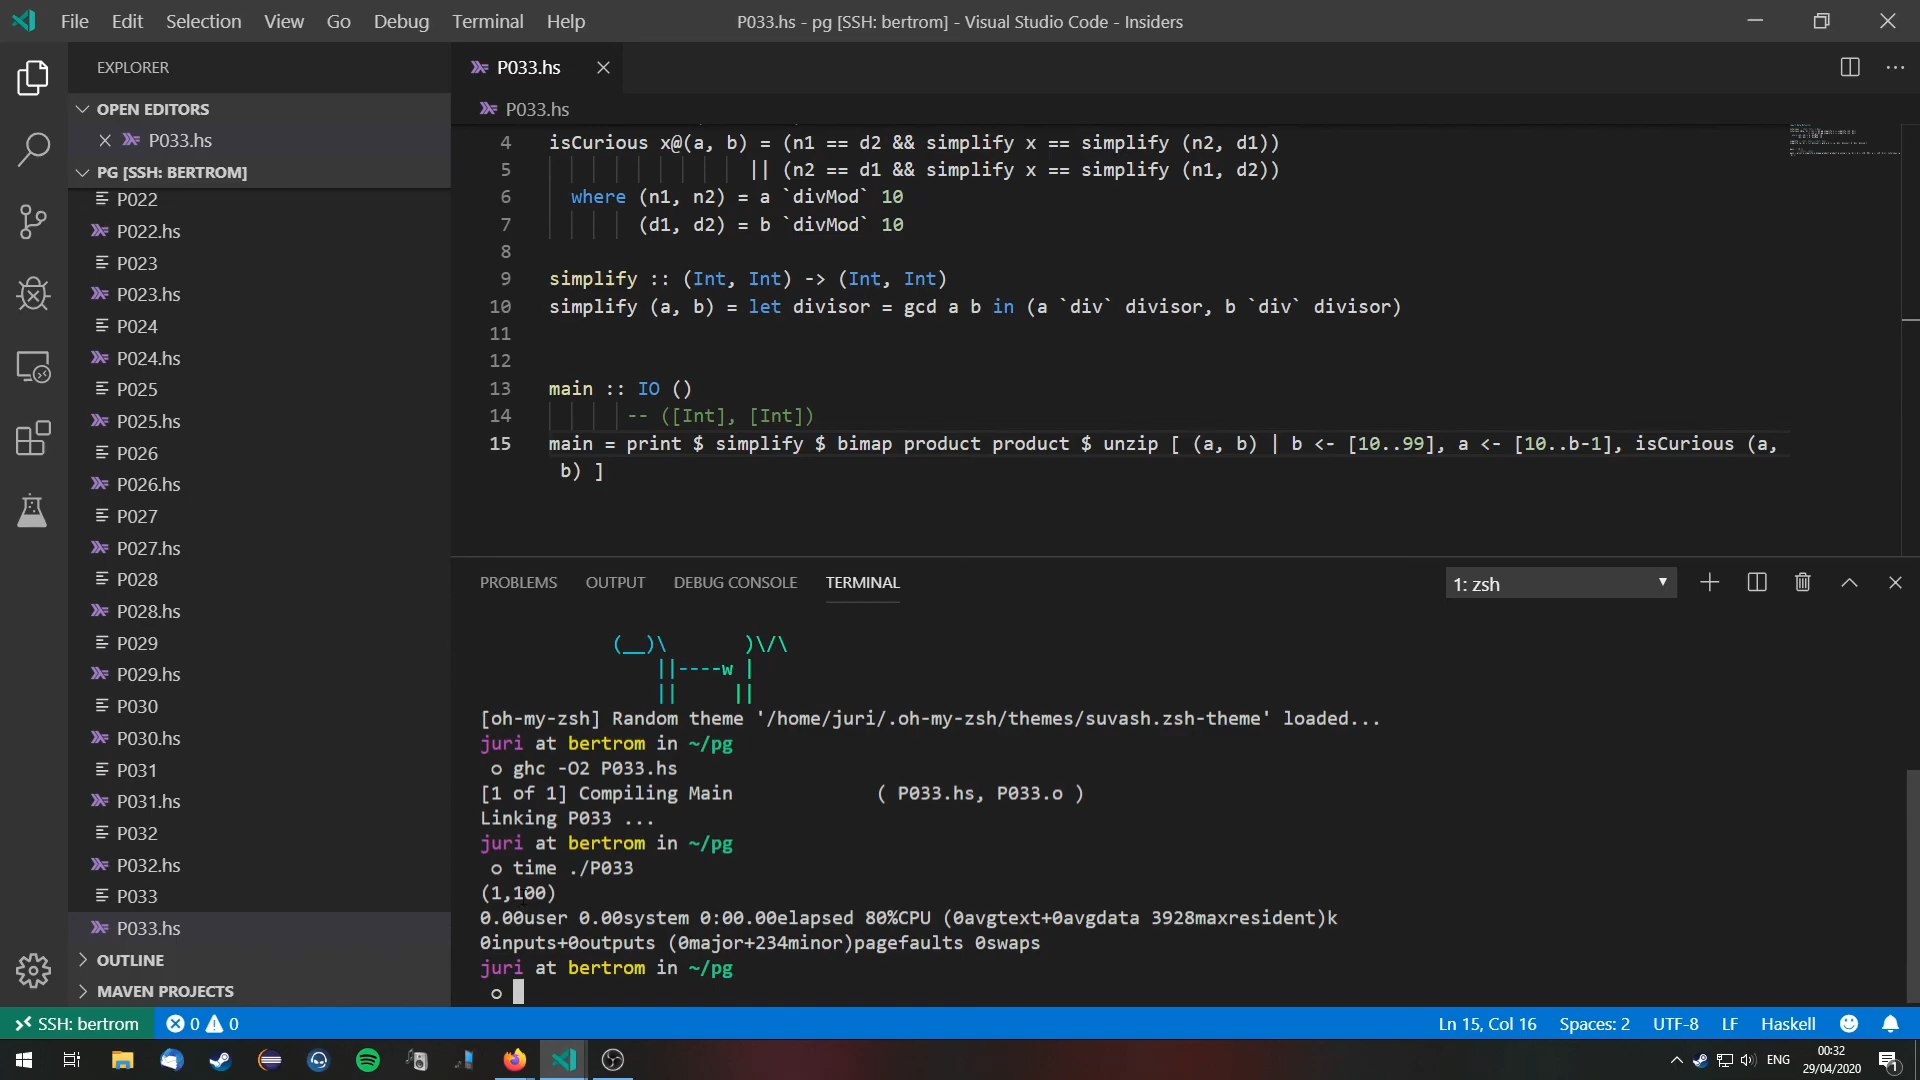 File Edit Selection View Go Debug Terminal Help
P033.hs - pg [SSH: bertrom] - Visual Studio Code - Insiders
EXPLORER
OPEN EDITORS
P033.hs
PG [SSH: BERTROM]
P022
P022.hs
P023
P023.hs
P024
P024.hs
P025
P025.hs
P026
P026.hs
P027
P027.hs
P028
P028.hs
P029
P029.hs
P030
P030.hs
P031
P031.hs
P032
P032.hs
P033
P033.hs
OUTLINE
MAVEN PROJECTS
P033.hs
P033.hs
4 isCurious x@(a, b) = (n1 == d2 && simplify x == simplify (n2, d1))
5 || (n2 == d1 && simplify x == simplify (n1, d2))
6 where (n1, n2) = a `divMod` 10
7 (d1, d2) = b `divMod` 10
8
9 simplify :: (Int, Int) -> (Int, Int)
10 simplify (a, b) = let divisor = gcd a b in (a `div` divisor, b `div` divisor)
11
12
13 main :: IO ()
14 -- ([Int], [Int])
15 main = print $ simplify $ bimap product product $ unzip [ (a, b) | b <- [10..99], a <- [10..b-1], isCurious (a,
b) ]
PROBLEMS OUTPUT DEBUG CONSOLE TERMINAL
1: zsh
(__)\ )\/\
||----w |
|| ||
[oh-my-zsh] Random theme '/home/juri/.oh-my-zsh/themes/suvash.zsh-theme' loaded...
juri at bertrom in ~/pg
o ghc -O2 P033.hs
[1 of 1] Compiling Main ( P033.hs, P033.o )
Linking P033 ...
juri at bertrom in ~/pg
o time ./P033
(1,100)
0.00user 0.00system 0:00.00elapsed 80%CPU (0avgtext+0avgdata 3928maxresident)k
0inputs+0outputs (0major+234minor)pagefaults 0swaps
juri at bertrom in ~/pg
o
SSH: bertrom 0 0
Ln 15, Col 16 Spaces: 2 UTF-8 LF Haskell
ENG
00:32
29/04/2020
1